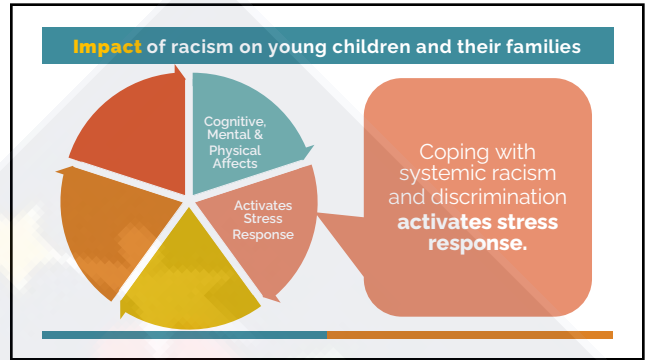 Impact of racism on young children and their families
Cognitive,
Mental &
Physical
Affects
Activates
Stress
Response
Coping with
systemic racism
and discrimination
activates stress
response.